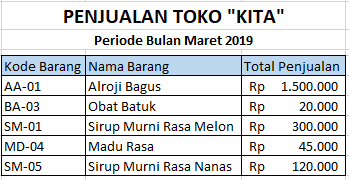 PENJUALAN TOKO "KITA"
Periode Bulan Maret 2019
Kode Barang Nama Barang Total Penjualan
AA-01 Alroji Bagus Rp 1.500.000
BA-03 Obat Batuk Rp 20.000
SM-01 Sirup Murni Rasa Melon Rp 300.000
MD-04 Madu Rasa Rp 45.000
SM-05 Sirup Murni Rasa Nanas Rp 120.000